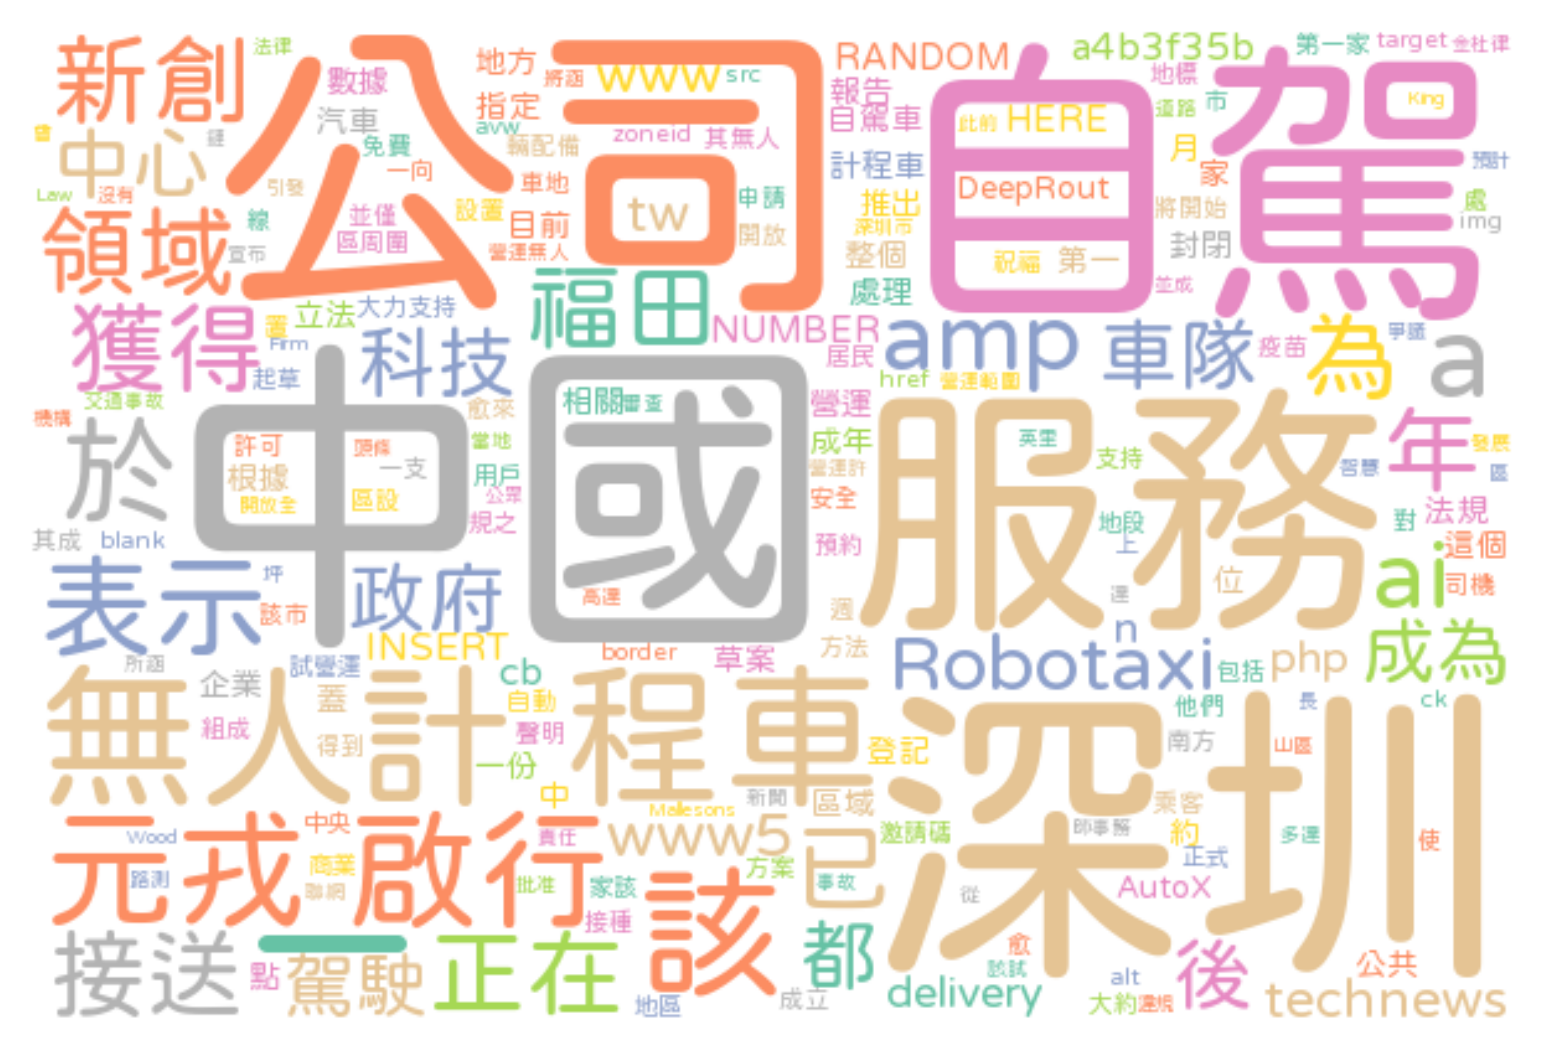 新創
法律
公司
數據
地方
將函
www
src
RANDOM
a4b3f35b
第一家
target
金杜律
自駕
指定
報告
自駕車
地標
道路
市
King
此前
HERE
汽車
avw
zoneid
其無人
中心
鏈
免費
輛配備
計程車
月
家
預計
一向
車地
申請
DeepRout
Law
沒有
引發
推出
將開始
處
img
領域
線
並僅
設置
目前
tw
深圳市
開放
區周圍
宣布
營運無人
整個
祝福
第一
封閉
福田
處理
並成
獲得
置
立法
大力支持
NUMBER
amp
車隊
疫苗
為
爭議
a
Firm
科技
居民
起草
href
營運範圍
交通事故
機構
中國
愈來
相關
審查
營運
服務
年
於
許可
頭條
當地
成年
英里
發展
根據
一支
用戶
營運許
支持
智慧
區
開放全
區設
公眾
安全
規之
地段
對
法規
其成
blank
預約
上
這個
表示
坪
政府
ai
司機
該市
高達
週
位
達
INSERT
border
草案
方法
n
Robotaxi
包括
php
成為
所涵
試營運
企業
cb
蓋
自動
他們
長
ck
無人計程車
組成
得到
聲明
登記
南方
山區
一份
深圳
中
Mallesons
新聞
區域
乘客
元戎啟行
Wood
中央
責任
www5
已
邀請碼
約
師事務
多達
使
商業
方案
正式
路測
聯網
批准
家該
該
事故
AutoX
從
接種
接送
一
正在
都
愈
後
公共
點
駕駛
該試
delivery
alt
technews
地區
成立
大約
違規